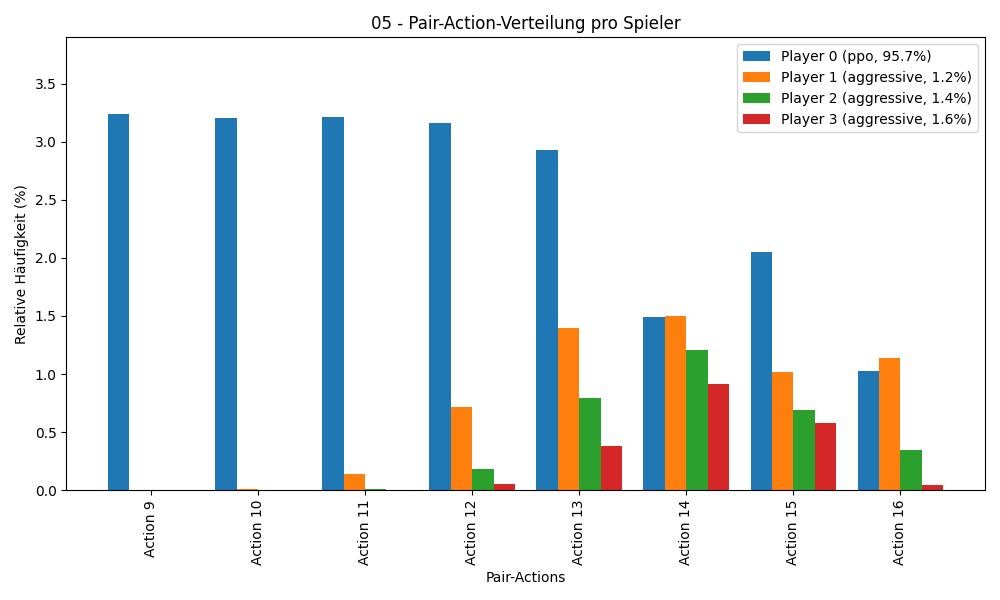 05 - Pair-Action-Verteilung pro Spieler
Player 0 (ppo, 95.7%)
Player 1 (aggressive, 1.2%)
Player 2 (aggressive, 1.4%)
Player 3 (aggressive, 1.6%)
Relative Häufigkeit (%)
3.5
3.0
2.5
2.0
1.5
1.0
0.5
0.0
Action 9
Action 10
Action 11
Action 12
Action 13
Action 14
Action 15
Action 16
Pair-Actions